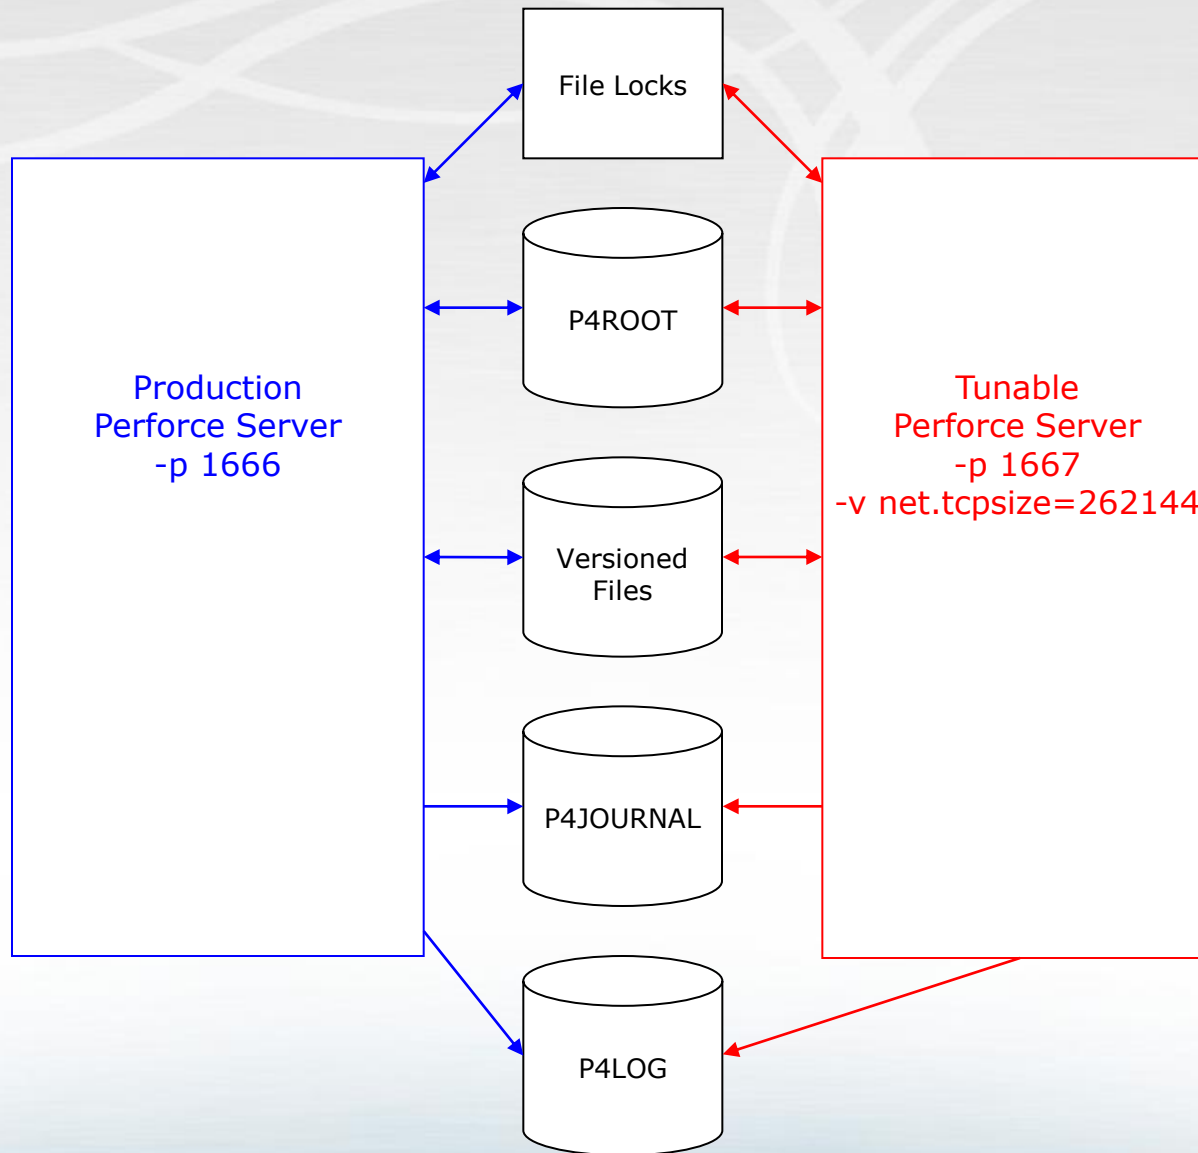 File Locks
P4ROOT
Production
Perforce Server
-p 1666
Tunable
Perforce Server
-p 1667
-v net.tcpsize=262144
Versioned
Files
P4JOURNAL
P4LOG